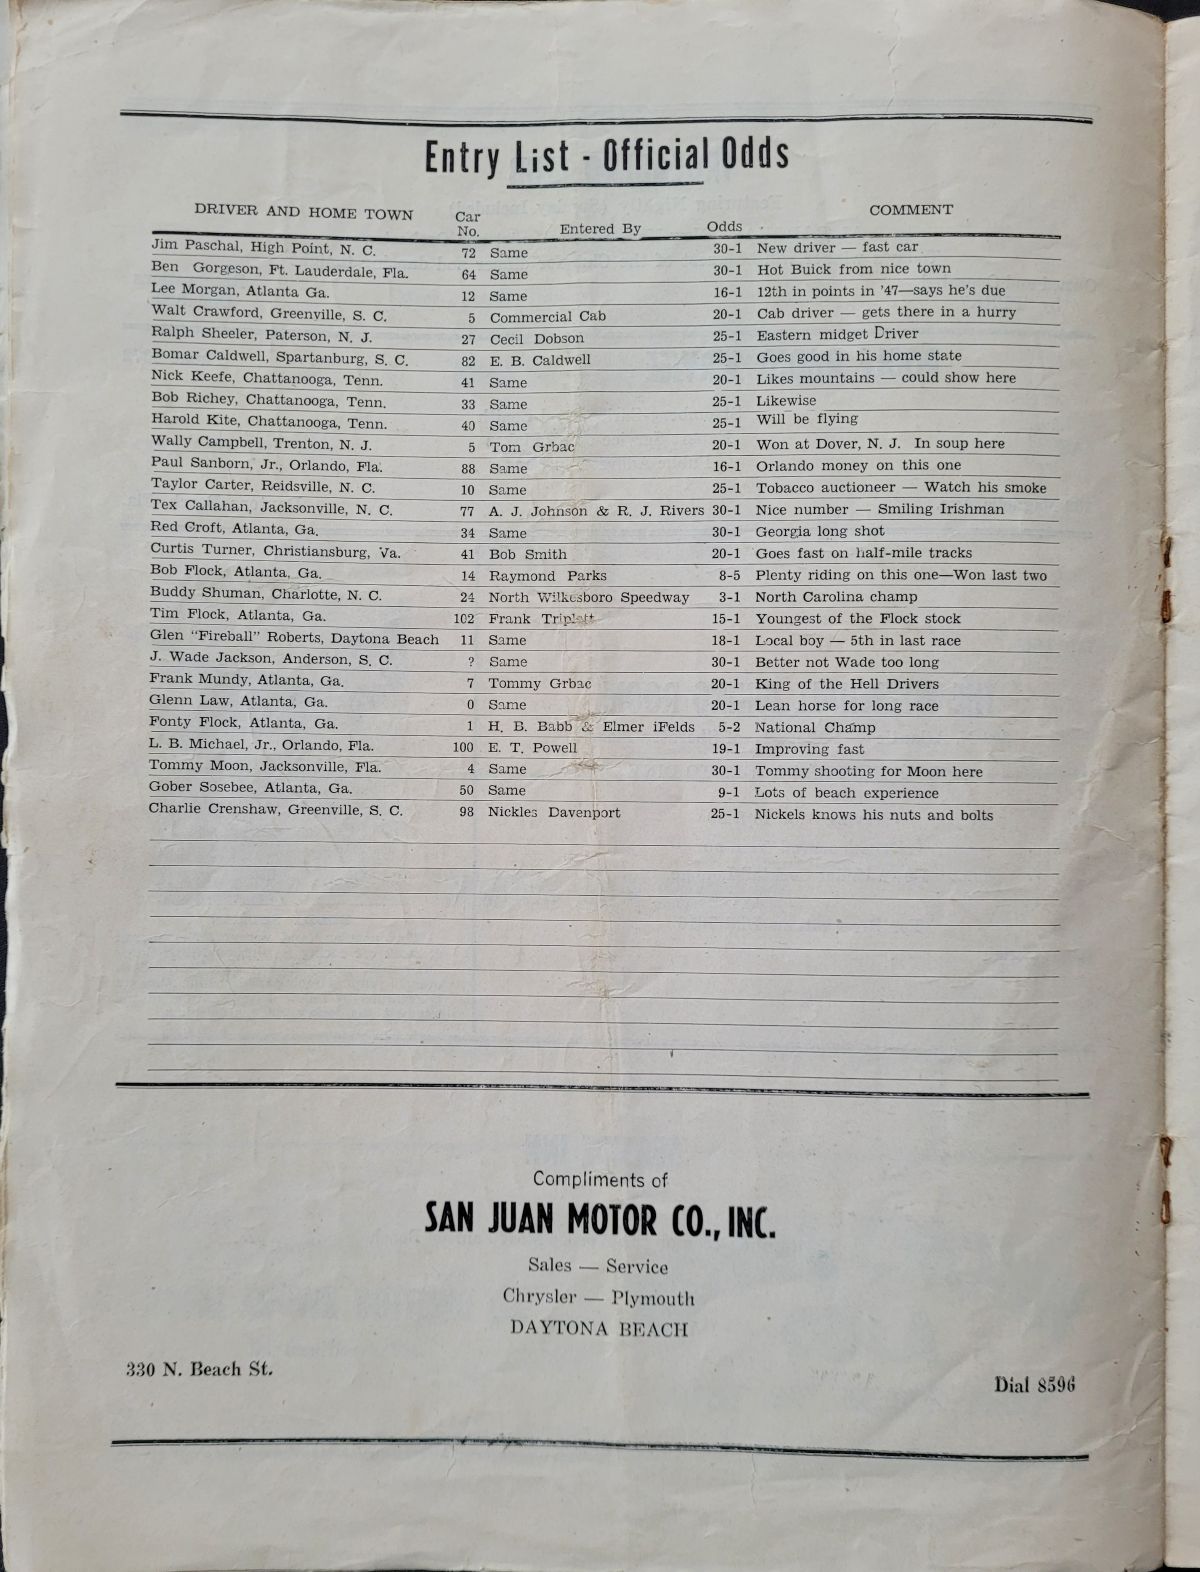 Entry List - Official Odds
DRIVER AND HOME TOWN Car No. Entered By Odds COMMENT
Jim Paschal, High Point, N. C. 72 Same 30-1 New driver — fast car
Ben Gorgeson, Ft. Lauderdale, Fla. 64 Same 30-1 Hot Buick from nice town
Lee Morgan, Atlanta Ga. 12 Same 16-1 12th in points in '47—says he's due
Walt Crawford, Greenville, S. C. 5 Commercial Cab 20-1 Cab driver — gets there in a hurry
Ralph Sheeler, Paterson, N. J. 27 Cecil Dobson 25-1 Eastern midget Driver
Bomar Caldwell, Spartanburg, S. C. 82 E. B. Caldwell 25-1 Goes good in his home state
Nick Keefe, Chattanooga, Tenn. 41 Same 20-1 Likes mountains — could show here
Bob Richey, Chattanooga, Tenn. 33 Same 25-1 Likewise
Harold Kite, Chattanooga, Tenn. 40 Same 25-1 Will be flying
Wally Campbell, Trenton, N. J. 5 Tom Grbac 20-1 Won at Dover, N. J. In soup here
Paul Sanborn, Jr., Orlando, Fla. 88 Same 16-1 Orlando money on this one
Taylor Carter, Reidsville, N. C. 10 Same 25-1 Tobacco auctioneer — Watch his smoke
Tex Callahan, Jacksonville, N. C. 77 A. J. Johnson & R. J. Rivers 30-1 Nice number — Smiling Irishman
Red Croft, Atlanta, Ga. 34 Same 30-1 Georgia long shot
Curtis Turner, Christiansburg, Va. 41 Bob Smith 20-1 Goes fast on half-mile tracks
Bob Flock, Atlanta, Ga. 14 Raymond Parks 8-5 Plenty riding on this one—Won last two
Buddy Shuman, Charlotte, N. C. 24 North Wilkesboro Speedway 3-1 North Carolina champ
Tim Flock, Atlanta, Ga. 102 Frank Triplett 15-1 Youngest of the Flock stock
Glen "Fireball" Roberts, Daytona Beach 11 Same 18-1 Local boy — 5th in last race
J. Wade Jackson, Anderson, S. C. ? Same 30-1 Better not Wade too long
Frank Mundy, Atlanta, Ga. 7 Tommy Grbac 20-1 King of the Hell Drivers
Glenn Law, Atlanta, Ga. 0 Same 20-1 Lean horse for long race
Fonty Flock, Atlanta, Ga. 1 H. B. Babb & Elmer iFelds 5-2 National Champ
L. B. Michael, Jr., Orlando, Fla. 100 E. T. Powell 19-1 Improving fast
Tommy Moon, Jacksonville, Fla. 4 Same 30-1 Tommy shooting for Moon here
Gober Sosebee, Atlanta, Ga. 50 Same 9-1 Lots of beach experience
Charlie Crenshaw, Greenville, S. C. 98 Nickles Davenport 25-1 Nickels knows his nuts and bolts
Compliments of
SAN JUAN MOTOR CO., INC.
Sales — Service
Chrysler — Plymouth
DAYTONA BEACH
330 N. Beach St.
Dial 8596